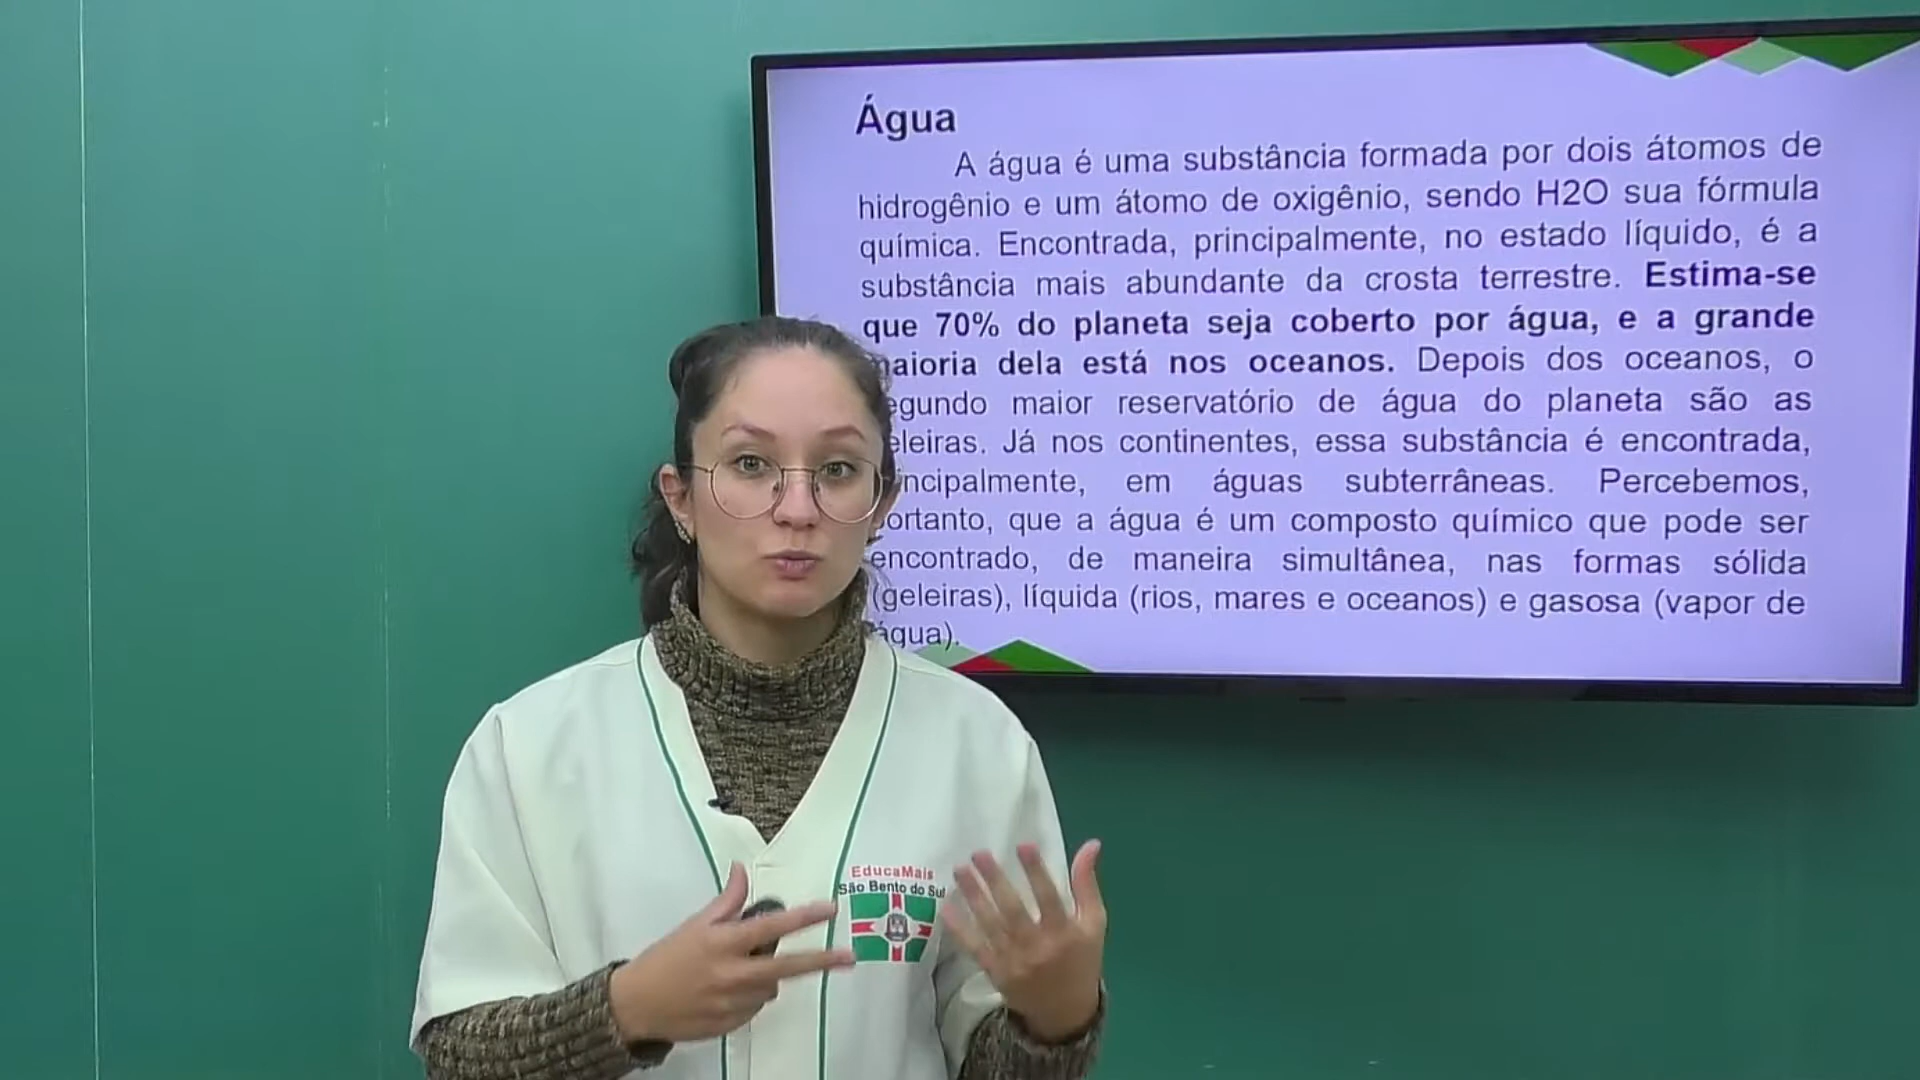 Água
A água é uma substância formada por dois átomos de
hidrogênio e um átomo de oxigênio, sendo H2O sua fórmula
química. Encontrada, principalmente, no estado líquido, é a
substância mais abundante da crosta terrestre. Estima-se
que 70% do planeta seja coberto por água, e a grande
maioria dela está nos oceanos. Depois dos oceanos, o
segundo maior reservatório de água do planeta são as
geleiras. Já nos continentes, essa substância é encontrada,
principalmente, em águas subterrâneas. Percebemos,
portanto, que a água é um composto químico que pode ser
encontrado, de maneira simultânea, nas formas sólida
(geleiras), líquida (rios, mares e oceanos) e gasosa (vapor de
água).
EducaMais
São Bento do Sul